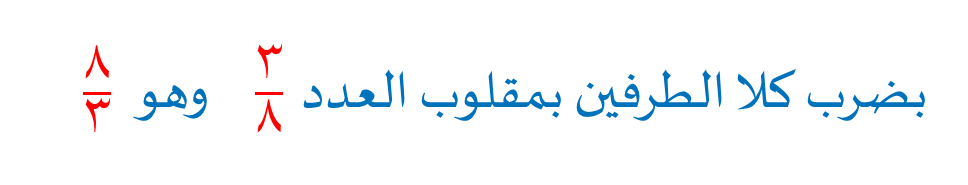 بضرب كلا الطرفين بمقلوب العدد ٣/٨ وهو ٨/٣